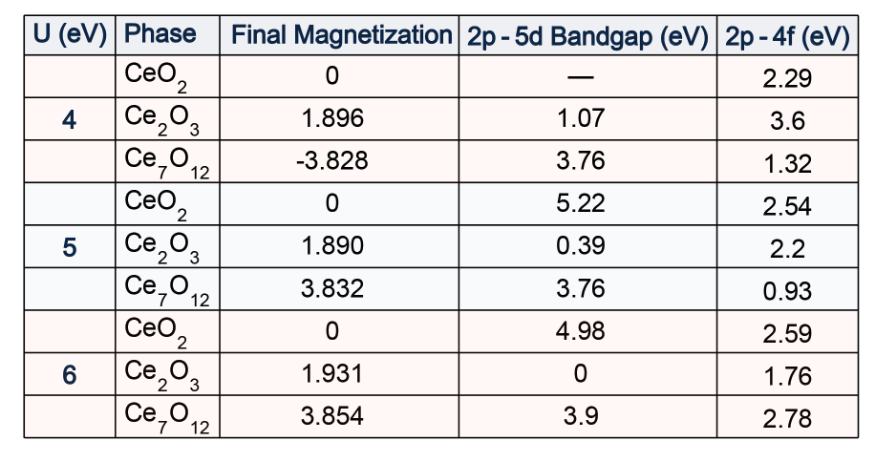 U (eV) Phase Final Magnetization 2p - 5d Bandgap (eV) 2p - 4f (eV)
CeO2 0 — 2.29
4 Ce2O3 1.896 1.07 3.6
Ce7O12 -3.828 3.76 1.32
CeO2 0 5.22 2.54
5 Ce2O3 1.890 0.39 2.2
Ce7O12 3.832 3.76 0.93
CeO2 0 4.98 2.59
6 Ce2O3 1.931 0 1.76
Ce7O12 3.854 3.9 2.78